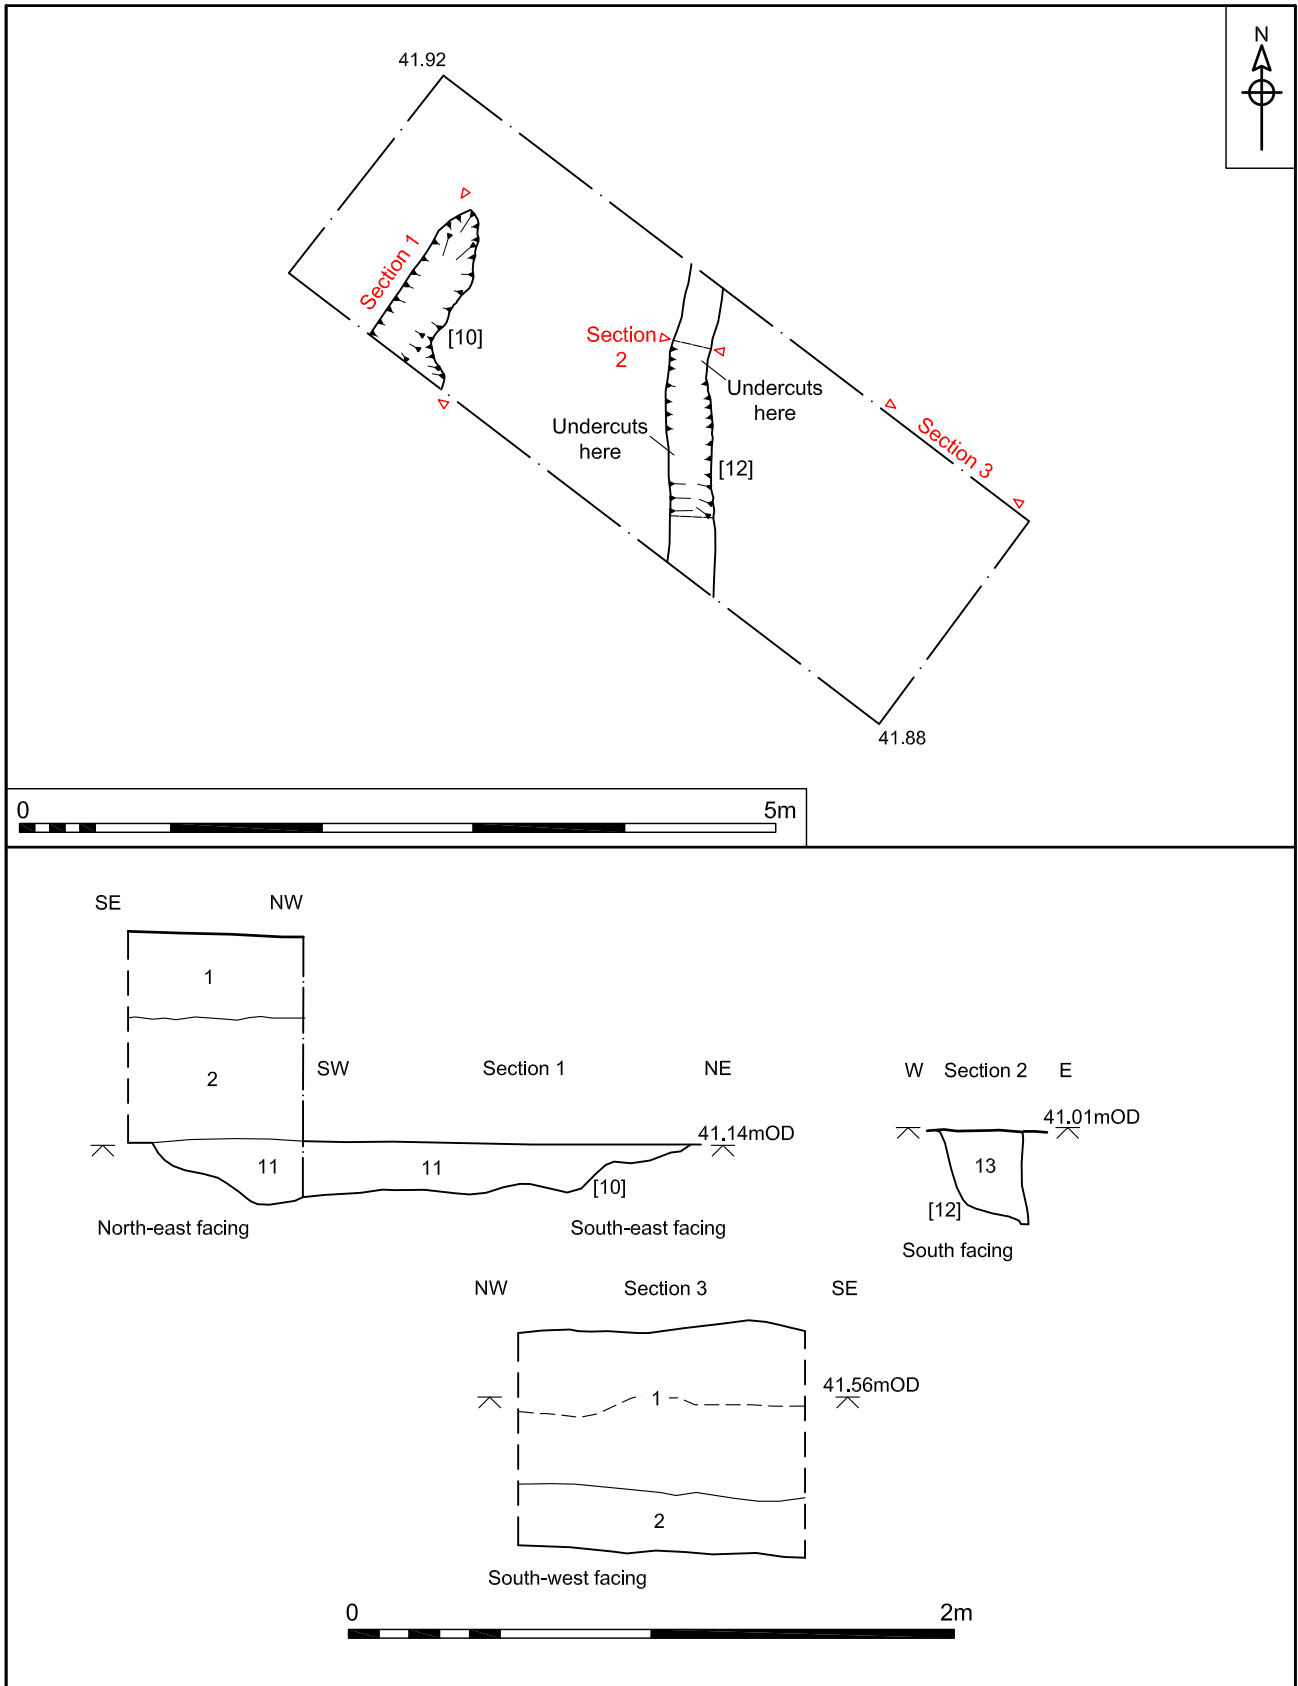 41.92
N
Section 1
[10]
Section
2
Undercuts
here
Undercuts
here
[12]
Section 3
41.88
0 5m
SE NW
1
2
SW Section 1 NE
41.14mOD
11 11
[10]
North-east facing South-east facing
W Section 2 E
41.01mOD
13
[12]
South facing
NW Section 3 SE
41.56mOD
1
2
South-west facing
0 2m